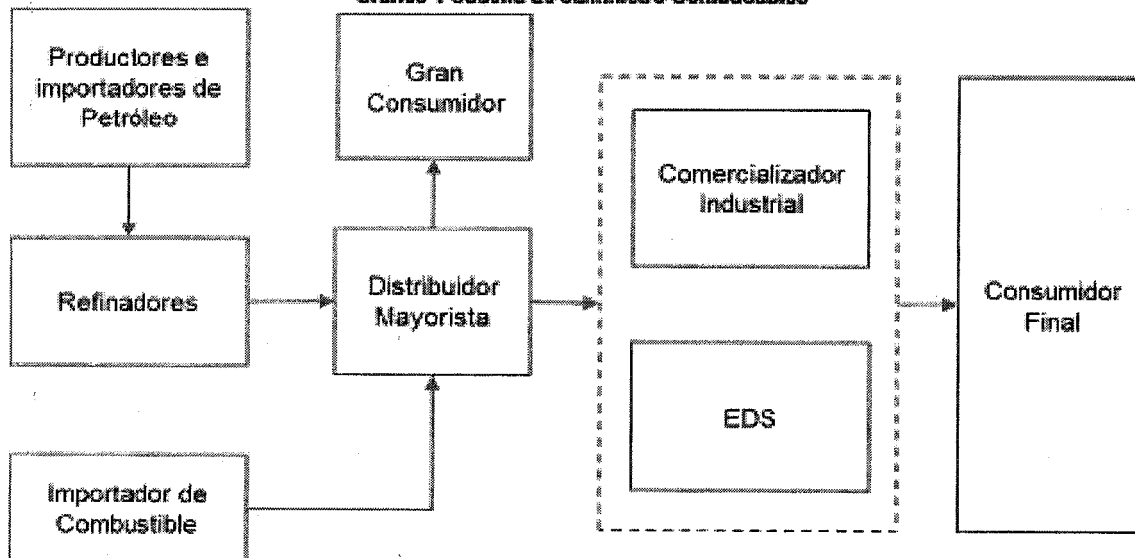 Productores e
importadores de
Petróleo
Gran
Consumidor
Comercializador
Industrial
Refinadores
Distribuidor
Mayorista
Consumidor
Final
EDS
Importador de
Combustible